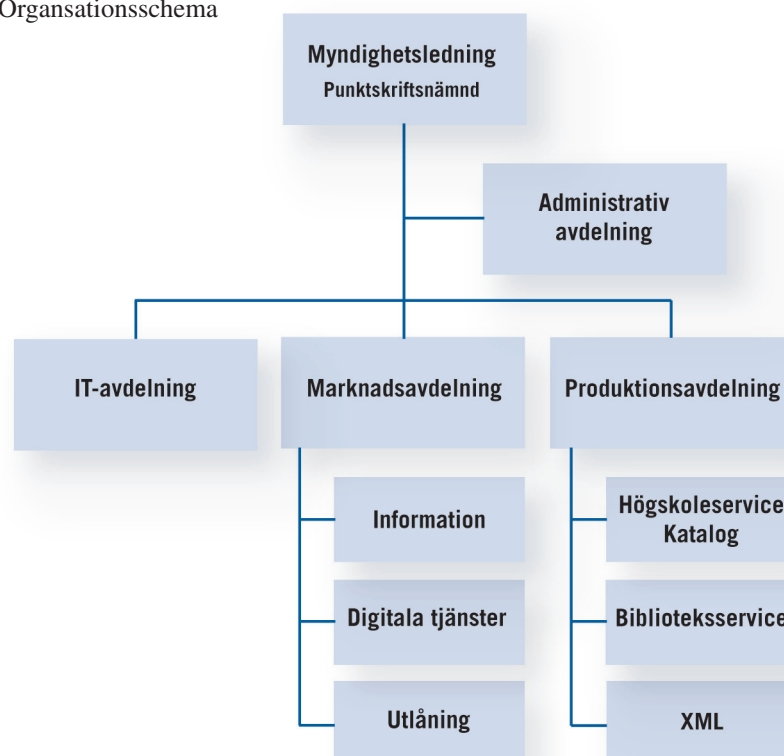 Organsationsschema
Myndighetsledning
Punktskriftsnämnd
Administrativ
avdelning
IT-avdelning
Marknadsavdelning
Produktionsavdelning
Information
Digitala tjänster
Utlåning
Högskoleservice
Katalog
Biblioteksservice
XML